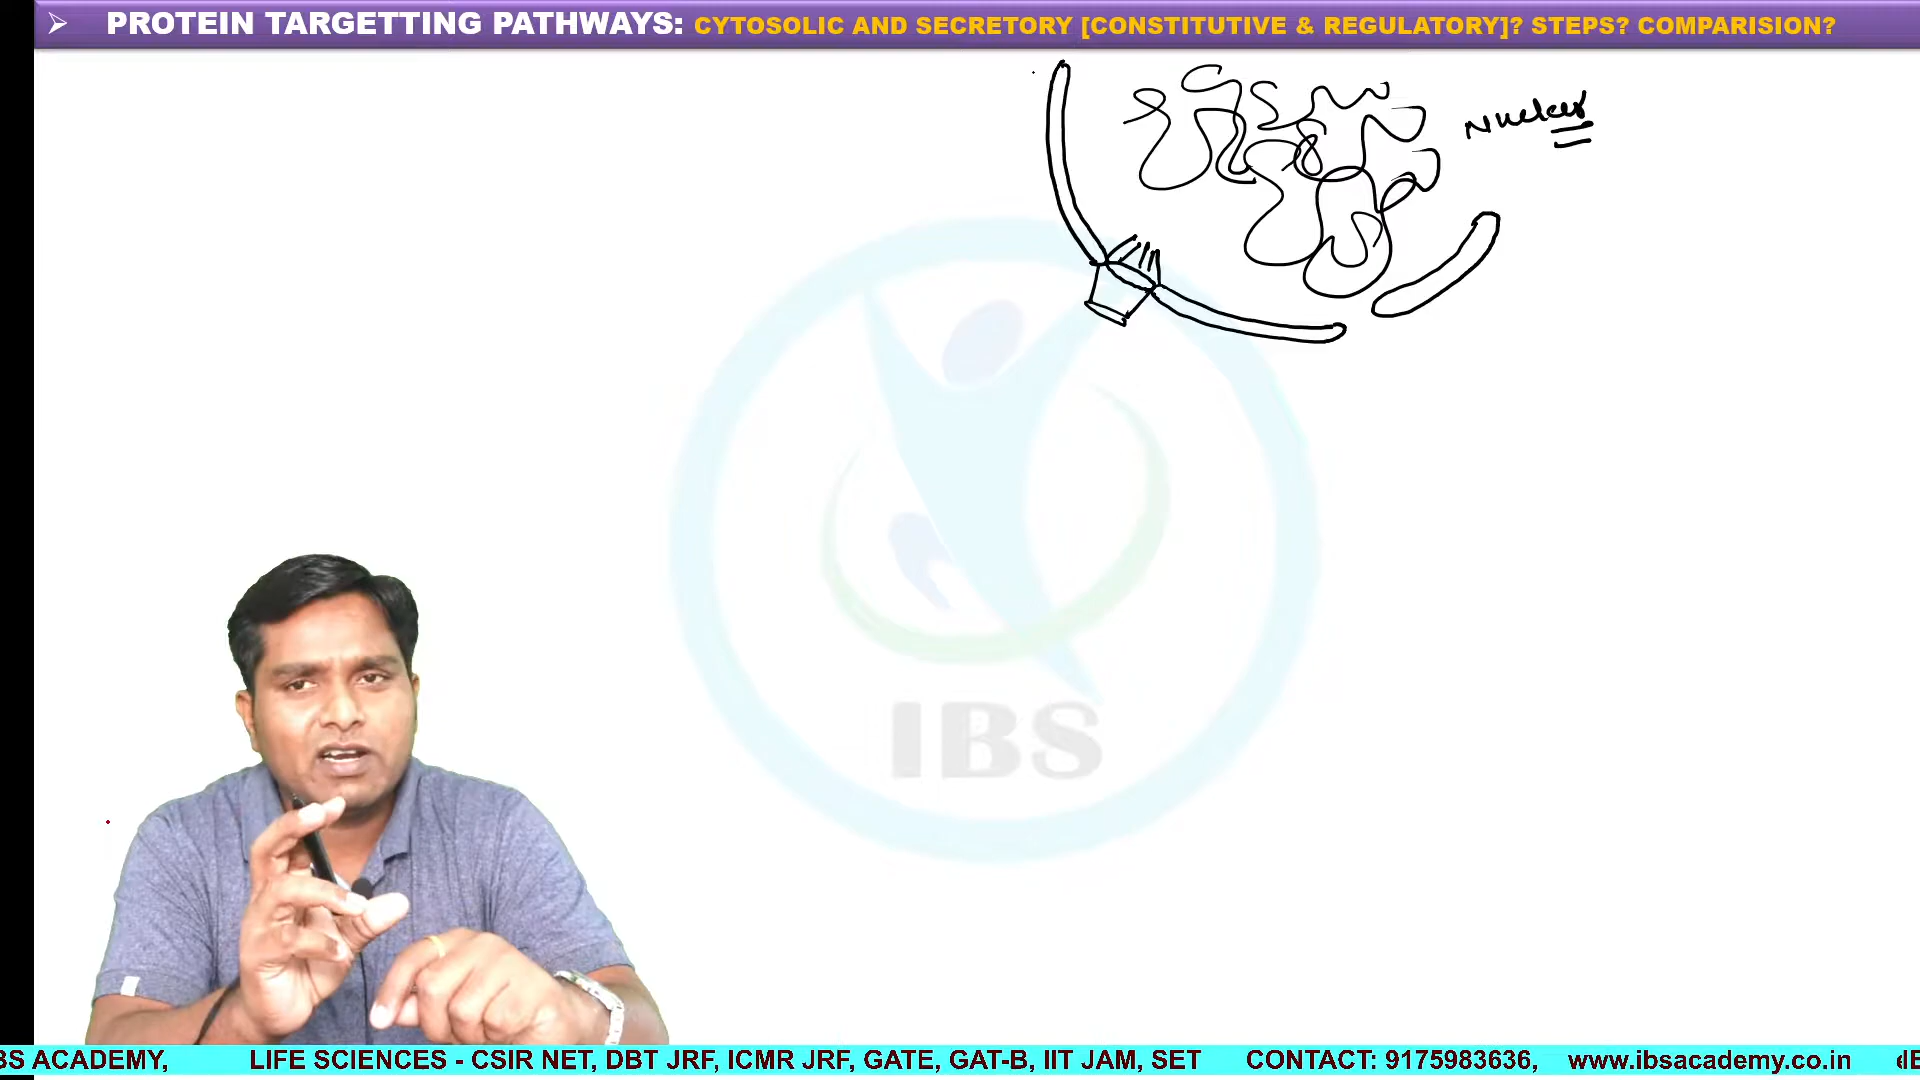 PROTEIN TARGETTING PATHWAYS: CYTOSOLIC AND SECRETORY [CONSTITUTIVE & REGULATORY]? STEPS? COMPARISION?
IBS
BS ACADEMY, LIFE SCIENCES - CSIR NET, DBT JRF, ICMR JRF, GATE, GAT-B, IIT JAM, SET CONTACT: 9175983636, www.ibsacademy.co.in